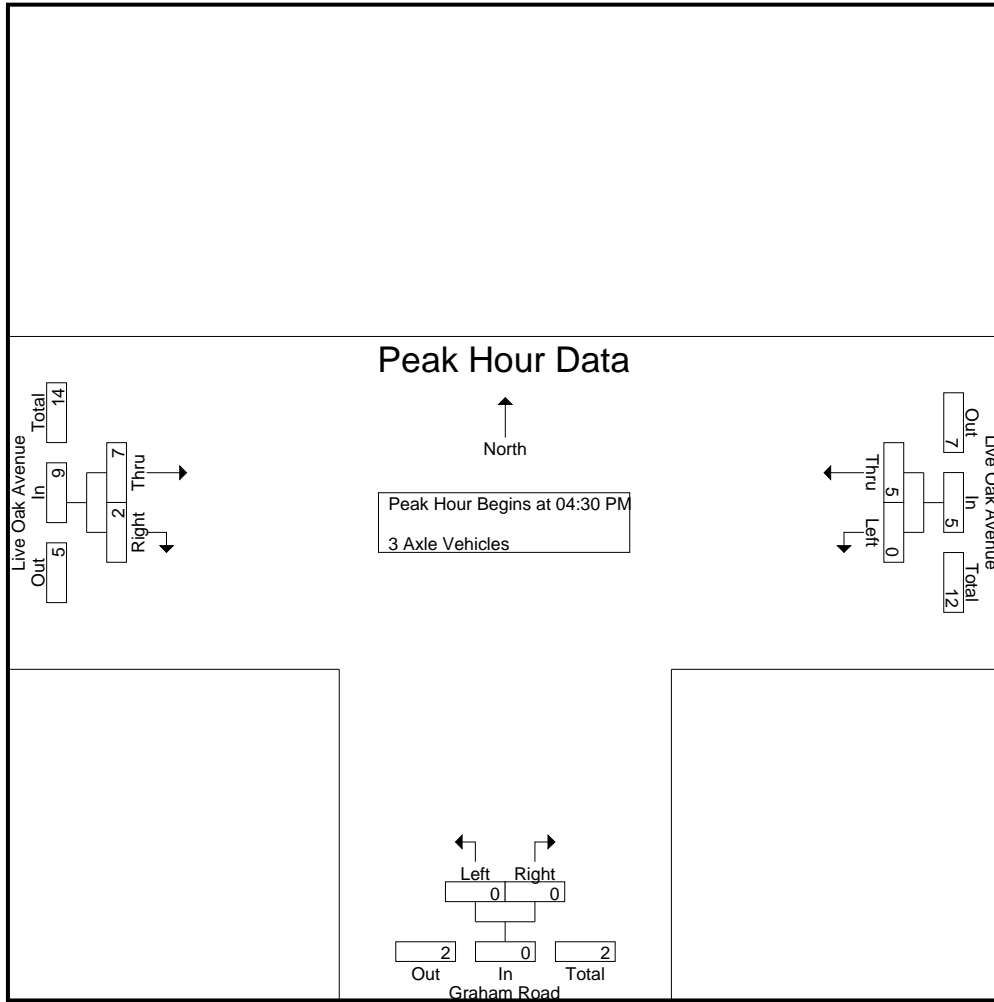 Peak Hour Data
North
Peak Hour Begins at 04:30 PM
3 Axle Vehicles
Live Oak Avenue
Out In Total
5 9 14
Right Thru
2 7
Live Oak Avenue
Out In Total
7 5 12
Thru Left
5 0
Left Right
0 0
2 0 2
Out In Total
Graham Road